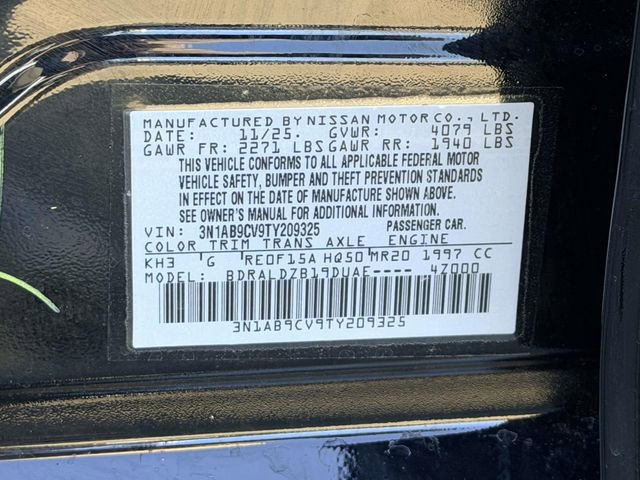 MANUFACTURED BY NISSAN MOTOR CO., LTD.
DATE: 11/25. GVWR: 4079 LBS
GAWR FR: 2271 LBS GAWR RR: 1940 LBS
THIS VEHICLE CONFORMS TO ALL APPLICABLE FEDERAL MOTOR
VEHICLE SAFETY, BUMPER AND THEFT PREVENTION STANDARDS
IN EFFECT ON THE DATE OF MANUFACTURE SHOWN ABOVE.
SEE OWNER'S MANUAL FOR ADDITIONAL INFORMATION.
VIN: 3N1AB9CV9TY209325 PASSENGER CAR.
COLOR TRIM TRANS AXLE ENGINE
KH3 G RE0F15A HQ50 MR20 1997 CC
MODEL: BDRALDZB19DUAE---- 4Z000
3N1AB9CV9TY209325